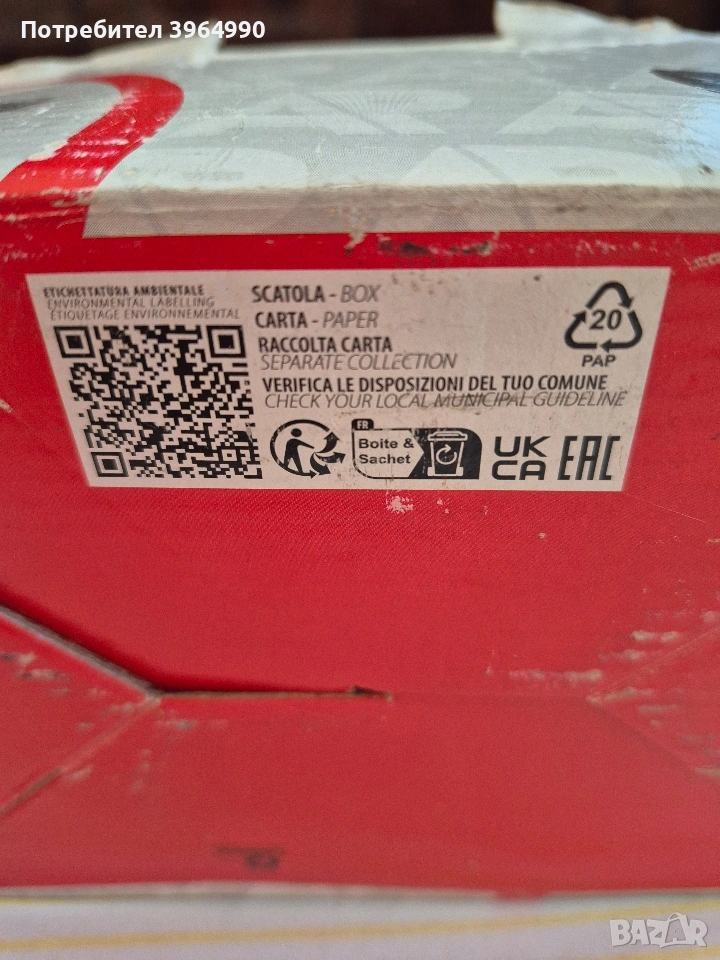 Потребител 3964990
ETICHETTATURA AMBIENTALE
ENVIRONMENTAL LABELLING
ÉTIQUETAGE ENVIRONNEMENTAL
SCATOLA - BOX
CARTA - PAPER
RACCOLTA CARTA
SEPARATE COLLECTION
VERIFICA LE DISPOSIZIONI DEL TUO COMUNE
CHECK YOUR LOCAL MUNICIPAL GUIDELINE
20
PAP
FR
Boite &
Sachet
UK
CA
EAC
BAZAR